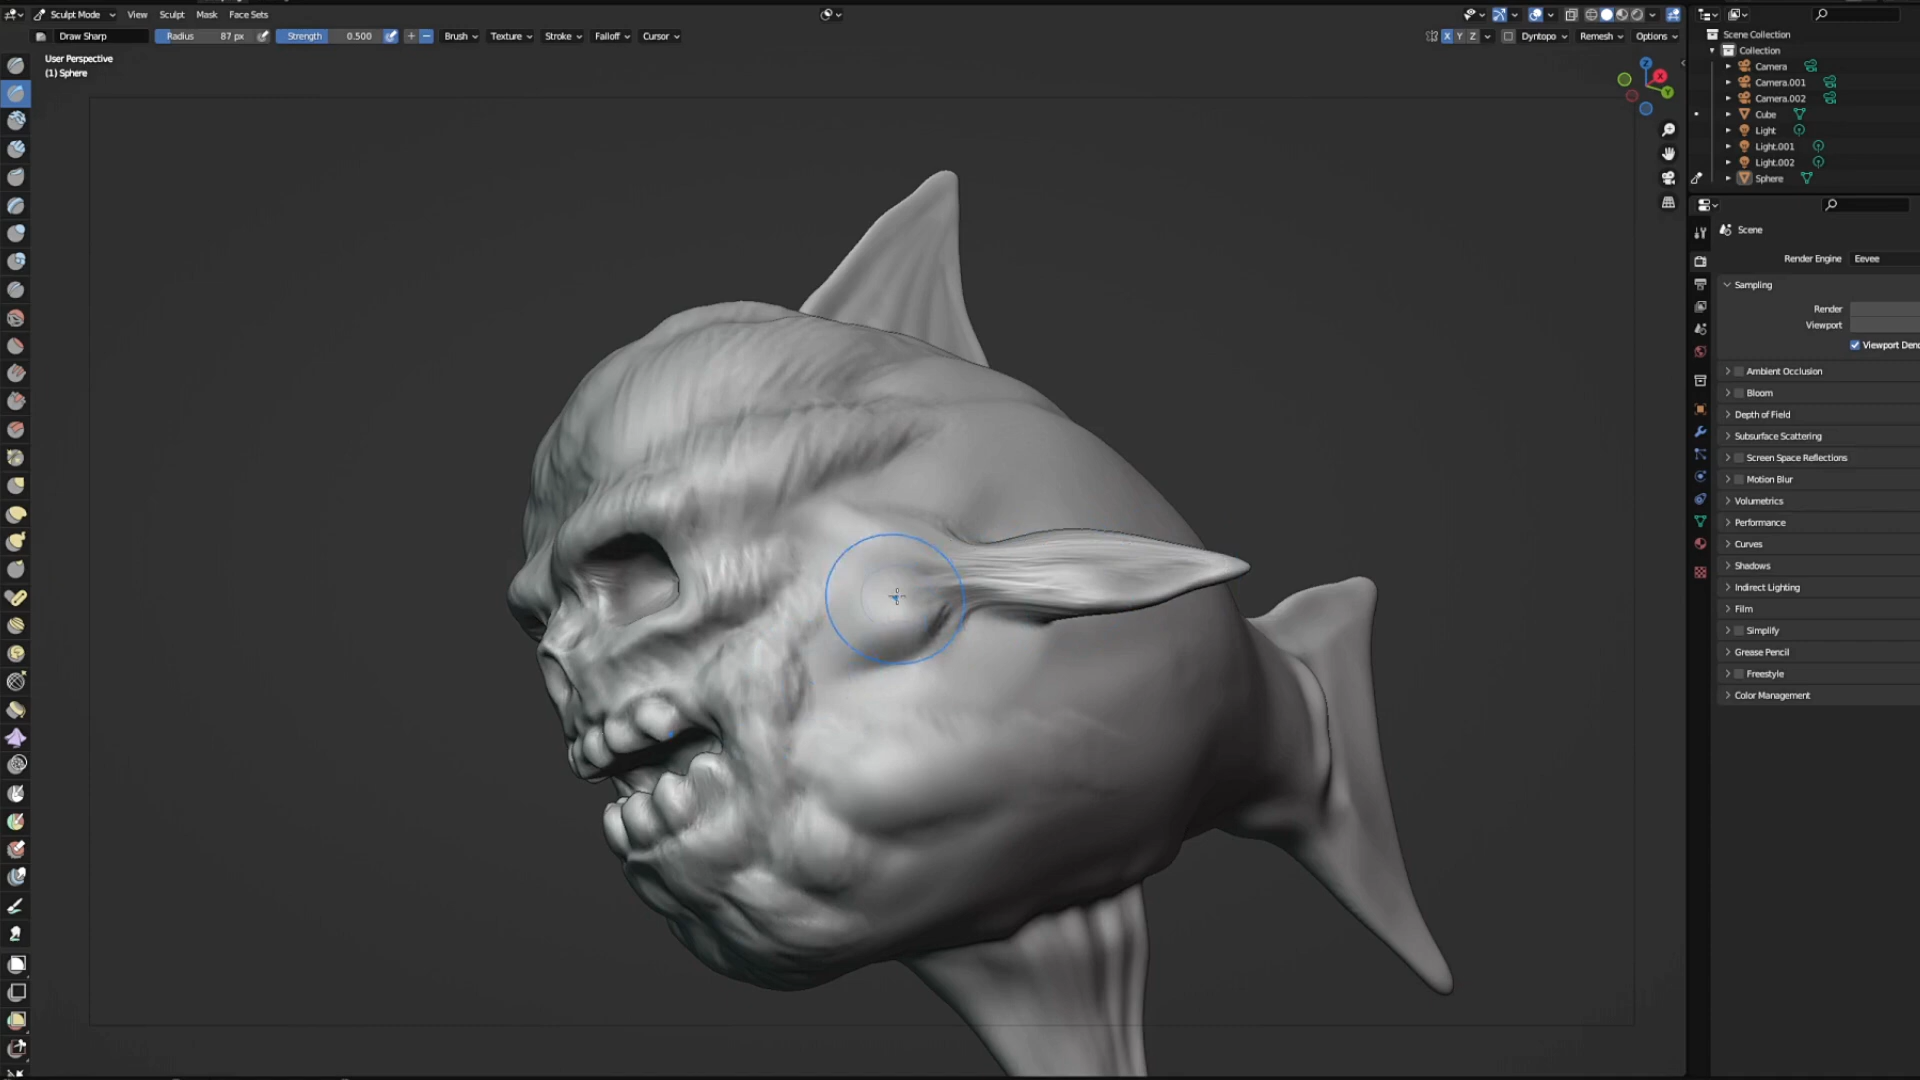 Sculpt Mode View Sculpt Mask Face Sets
Draw Sharp Radius 87 px Strength 0.500 Brush Texture Stroke Falloff Cursor X Y Z Dyntopo Remesh Options
User Perspective
(1) Sphere
Z
X
Y
Scene Collection
Collection
Camera
Camera.001
Camera.002
Cube
Light
Light.001
Light.002
Sphere
Scene
Render Engine Eevee
Sampling
Render
Viewport
Viewport Deno
Ambient Occlusion
Bloom
Depth of Field
Subsurface Scattering
Screen Space Reflections
Motion Blur
Volumetrics
Performance
Curves
Shadows
Indirect Lighting
Film
Simplify
Grease Pencil
Freestyle
Color Management